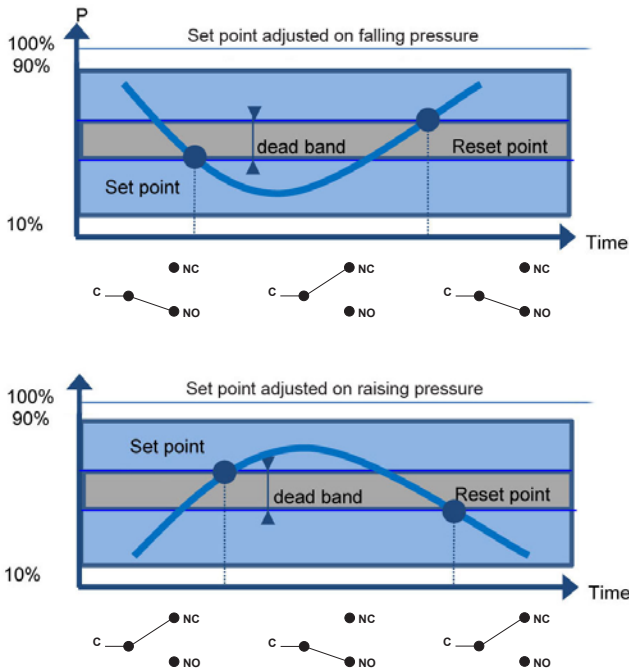 P
100%
Set point adjusted on falling pressure
90%
dead band
Reset point
Set point
10%
Time
NC
NC
NC
C
C
C
NO
NO
NO
P
100%
Set point adjusted on raising pressure
90%
Set point
dead band
Reset point
10%
Time
NC
NC
NC
C
C
C
NO
NO
NO